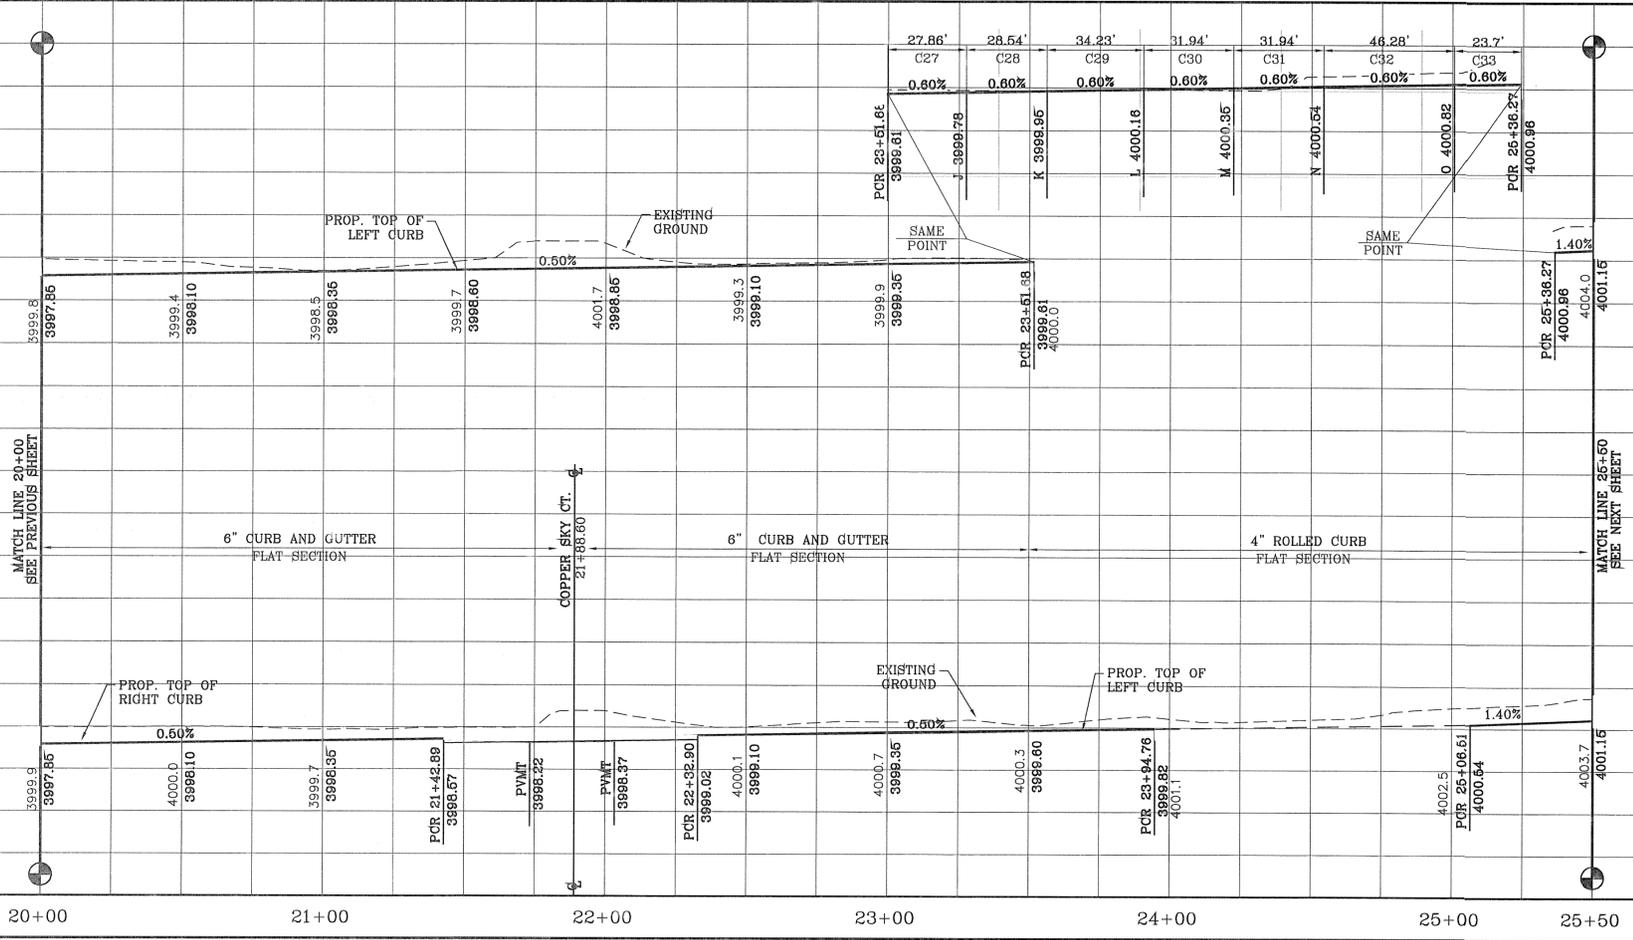 27.86' 28.54' 34.23' 31.94' 31.94' 46.28' 23.7'
C27 C28 C29 C30 C31 C32 C33
0.60% 0.60% 0.60% 0.60% 0.60% 0.60% 0.60%
PCR 23+51.68
3999.61
J 3999.78
K 3999.95
L 4000.16
M 4000.35
N 4000.54
O 4000.82
PCR 25+36.27
4000.96
SAME
POINT
SAME
POINT
PROP. TOP OF
LEFT CURB
EXISTING
GROUND
0.50%
1.40%
3999.8
3997.85
3999.4
3998.10
3998.5
3998.35
3999.7
3998.60
4001.7
3998.85
3999.3
3999.10
3999.9
3999.35
PCR 23+51.68
3999.61
4000.0
PCR 25+36.27
4000.96
4004.0
4001.15
MATCH LINE 20+00
SEE PREVIOUS SHEET
6" CURB AND GUTTER
FLAT SECTION
COPPER SKY CT.
21+88.60
6" CURB AND GUTTER
FLAT SECTION
4" ROLLED CURB
FLAT SECTION
MATCH LINE 25+50
SEE NEXT SHEET
PROP. TOP OF
RIGHT CURB
EXISTING
GROUND
PROP. TOP OF
LEFT CURB
0.50%
0.50%
1.40%
3999.9
3997.85
4000.0
3998.10
3999.7
3998.35
PCR 21+42.89
3998.57
PVMT
3998.22
PVMT
3998.37
PCR 22+32.90
3999.02
4000.1
3999.10
4000.7
3999.35
4000.3
3999.60
PCR 23+94.76
3999.82
4001.1
4002.5
PCR 25+06.51
4000.54
4003.7
4001.15
20+00 21+00 22+00 23+00 24+00 25+00 25+50